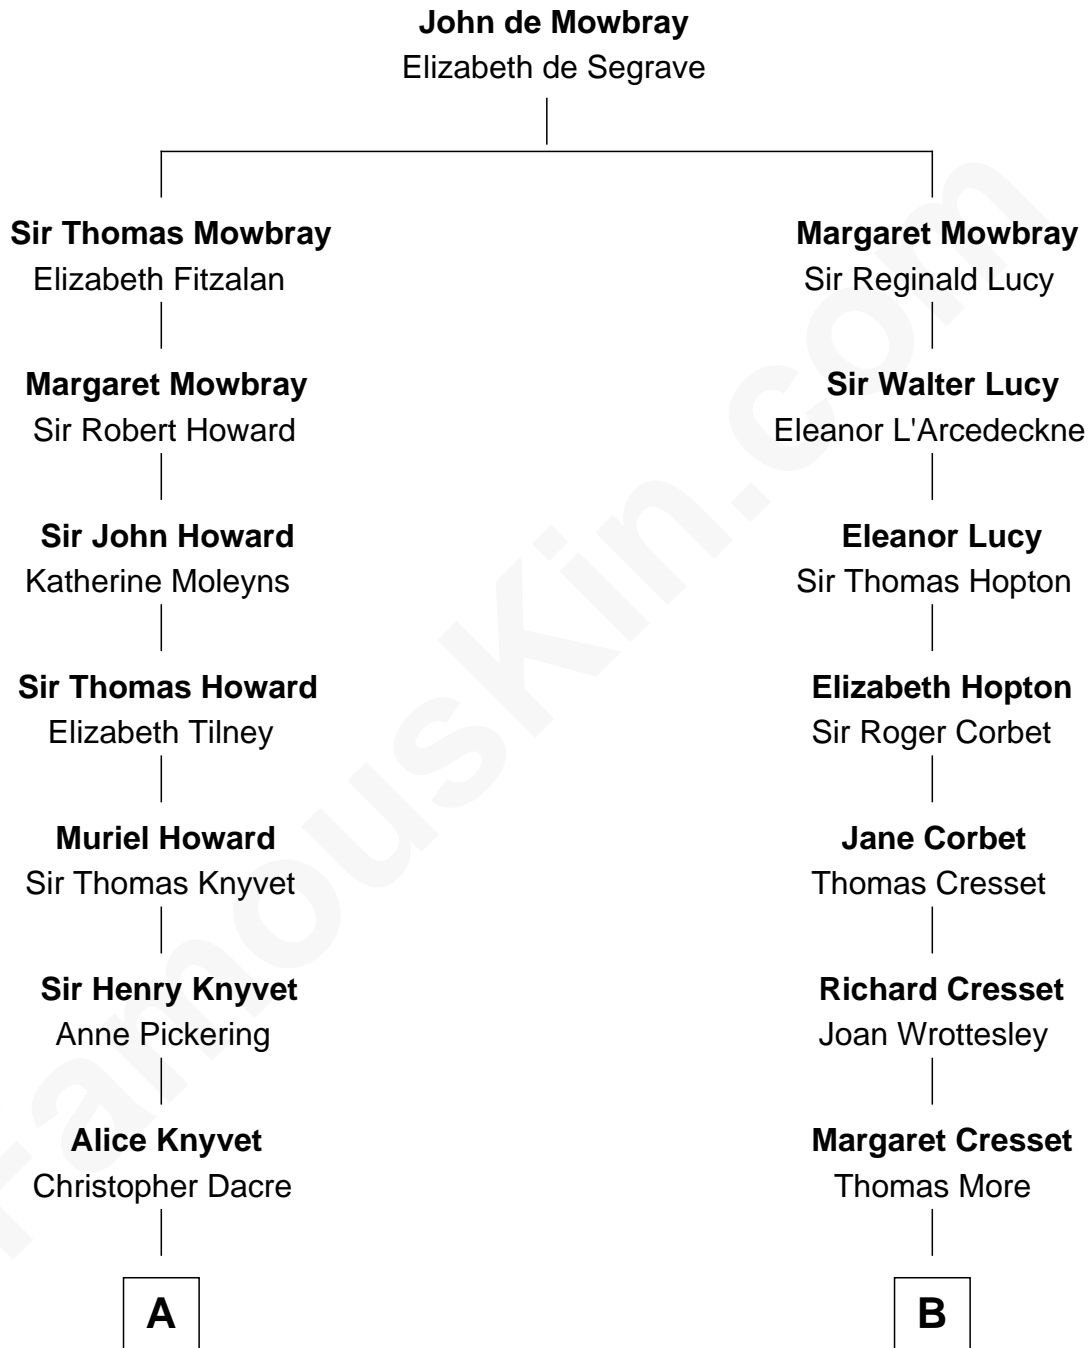 John de Mowbray
Elizabeth de Segrave
Sir Thomas Mowbray
Elizabeth Fitzalan
Margaret Mowbray
Sir Reginald Lucy
Margaret Mowbray
Sir Robert Howard
Sir Walter Lucy
Eleanor L'Arcedeckne
Sir John Howard
Katherine Moleyns
Eleanor Lucy
Sir Thomas Hopton
Sir Thomas Howard
Elizabeth Tilney
Elizabeth Hopton
Sir Roger Corbet
Muriel Howard
Sir Thomas Knyvet
Jane Corbet
Thomas Cresset
Sir Henry Knyvet
Anne Pickering
Richard Cresset
Joan Wrottesley
Alice Knyvet
Christopher Dacre
Margaret Cresset
Thomas More
A
B
FamousKin.com